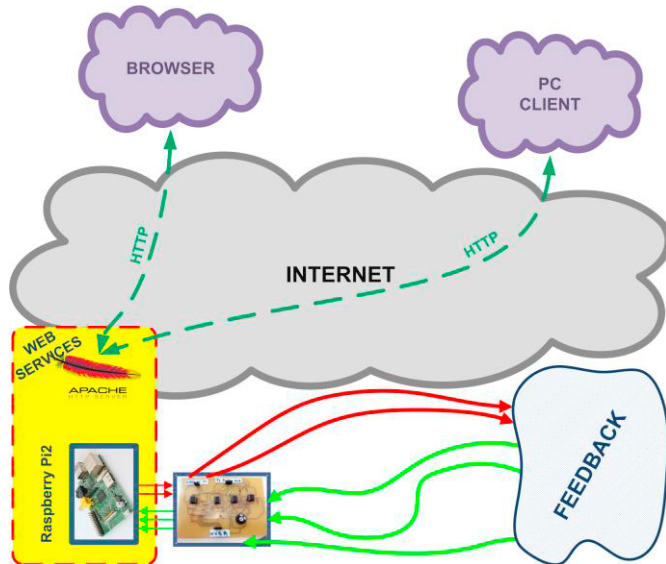 BROWSER
PC
CLIENT
HTTP
HTTP
INTERNET
WEB
SERVICES
APACHE
HTTP SERVER
Raspberry Pi2
FEEDBACK